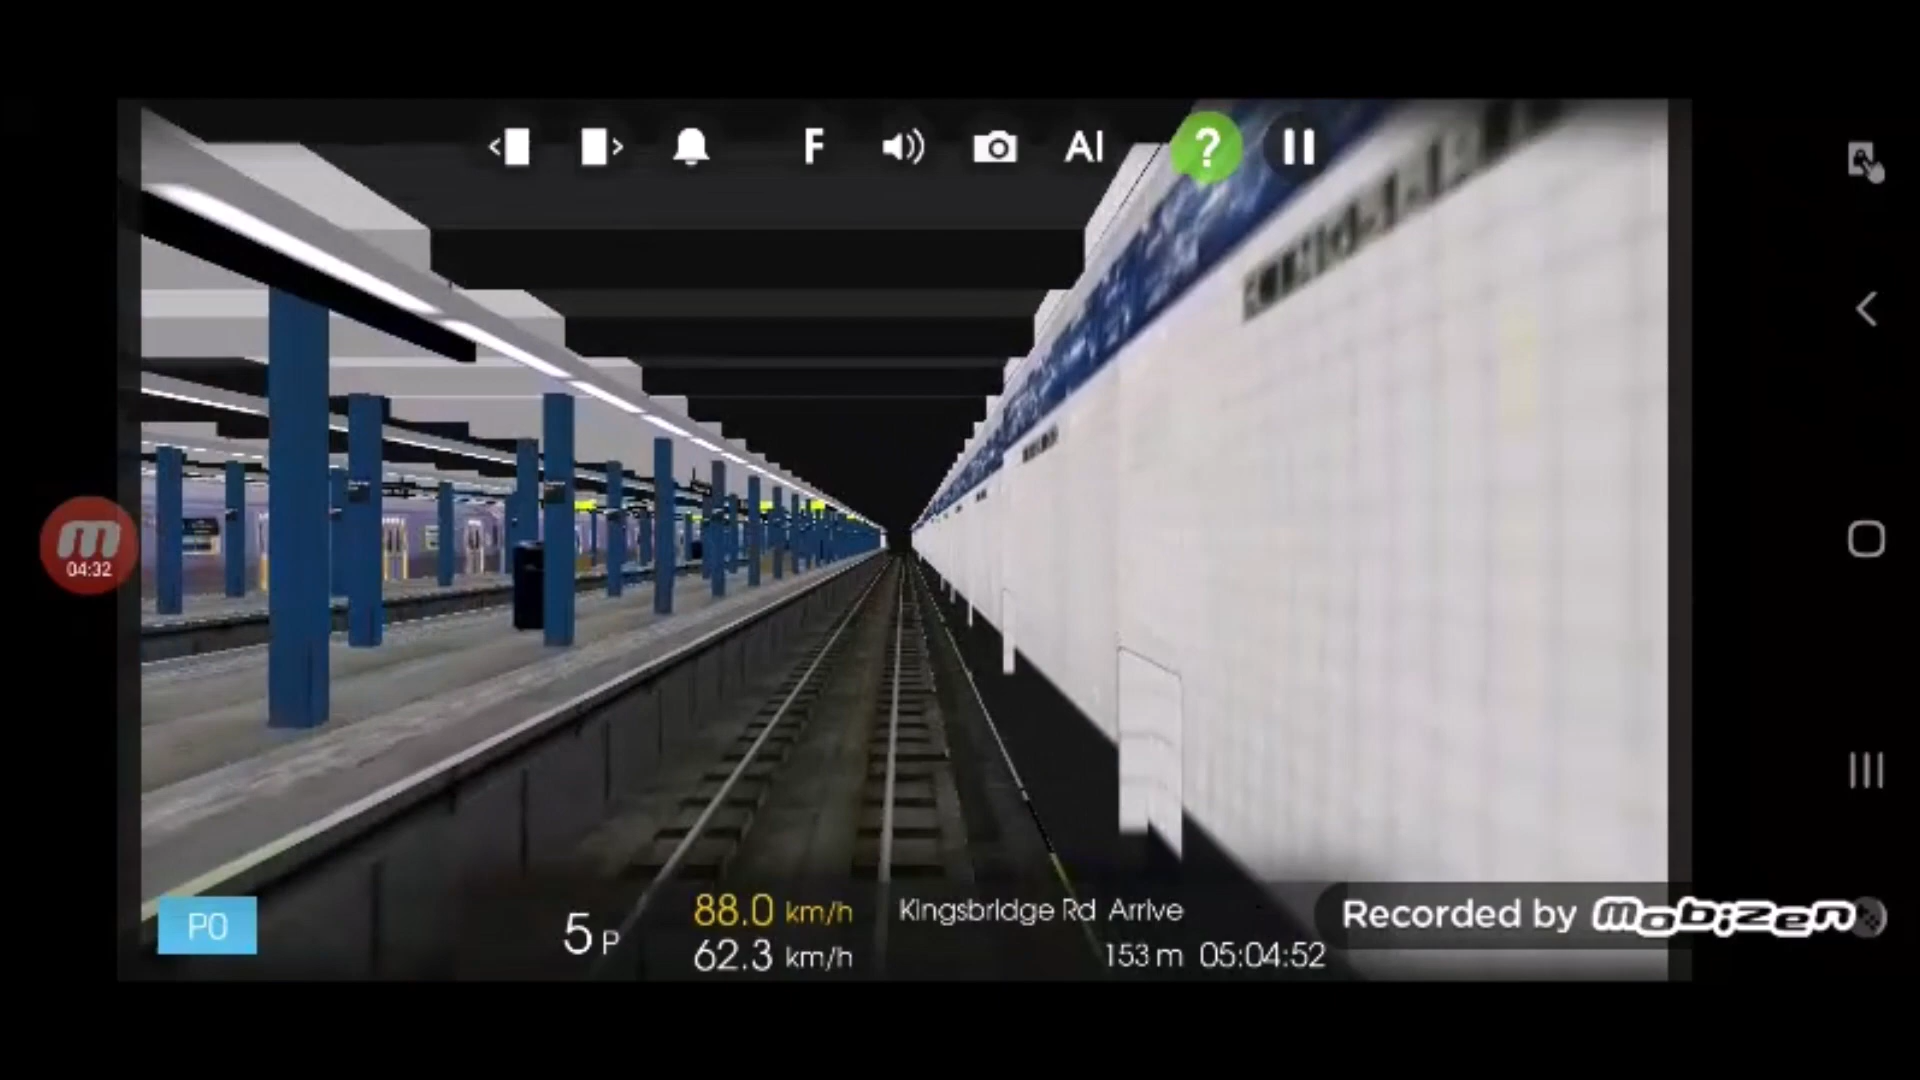 F
AI
?
04:32
P0
5 P
88.0 km/h
62.3 km/h
Kingsbridge Rd Arrive
153 m 05:04:52
Recorded by mobizen